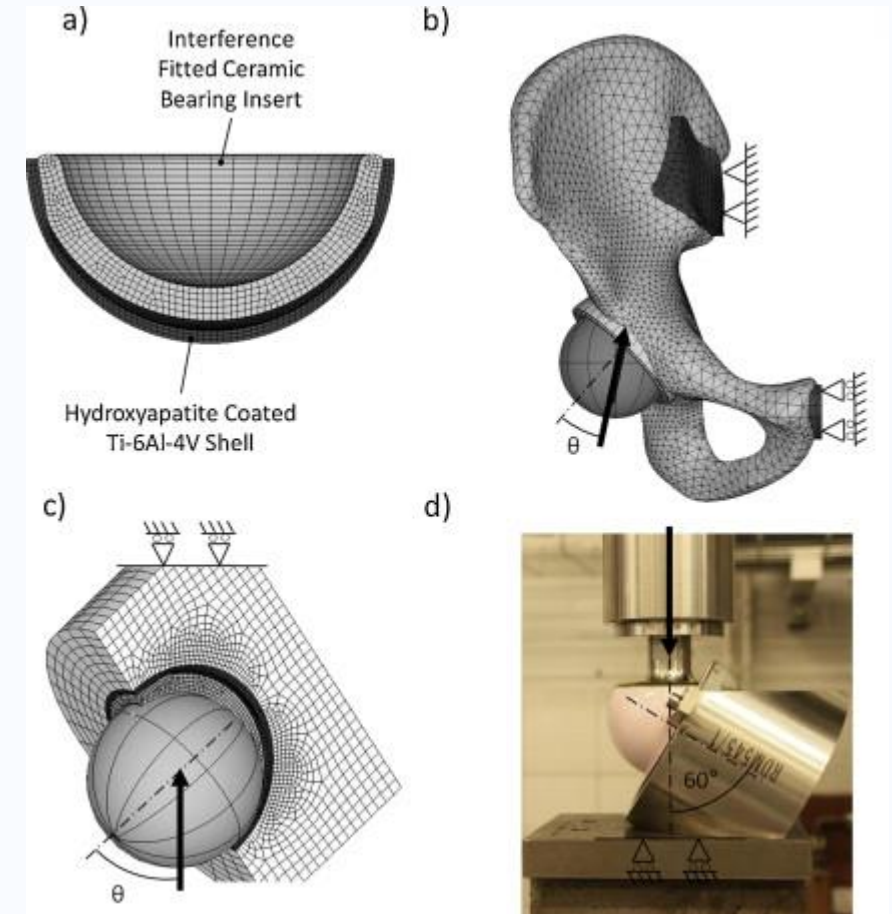 a)
Interference
Fitted Ceramic
Bearing Insert
Hydroxyapatite Coated
Ti-6Al-4V Shell
b)
θ
c)
θ
d)
60°